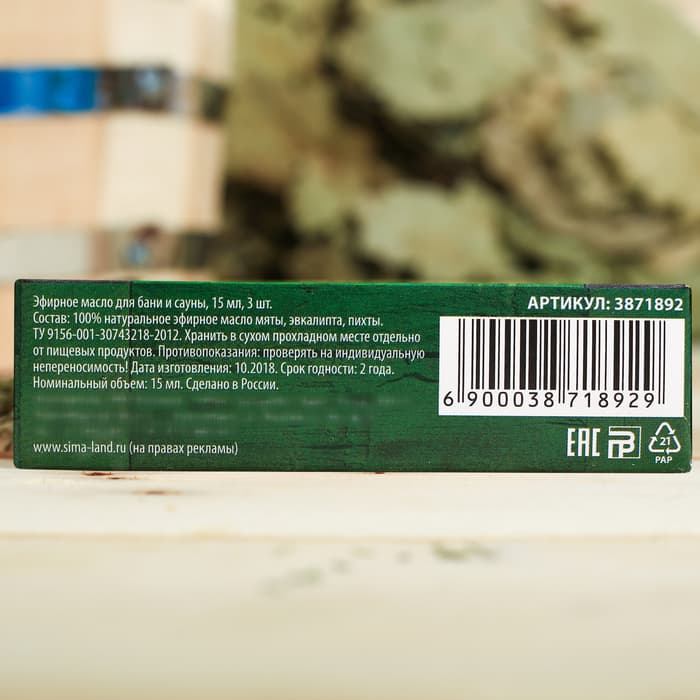 Эфирное масло для бани и сауны, 15 мл, 3 шт.
Состав: 100% натуральное эфирное масло мяты, эвкалипта, пихты.
ТУ 9156-001-30743218-2012. Хранить в сухом прохладном месте отдельно
от пищевых продуктов. Противопоказания: проверять на индивидуальную
непереносимость! Дата изготовления: 10.2018. Срок годности: 2 года.
Номинальный объем: 15 мл. Сделано в России.
www.sima-land.ru (на правах рекламы)
АРТИКУЛ: 3871892
6 900038 718929
EAC
21
PAP